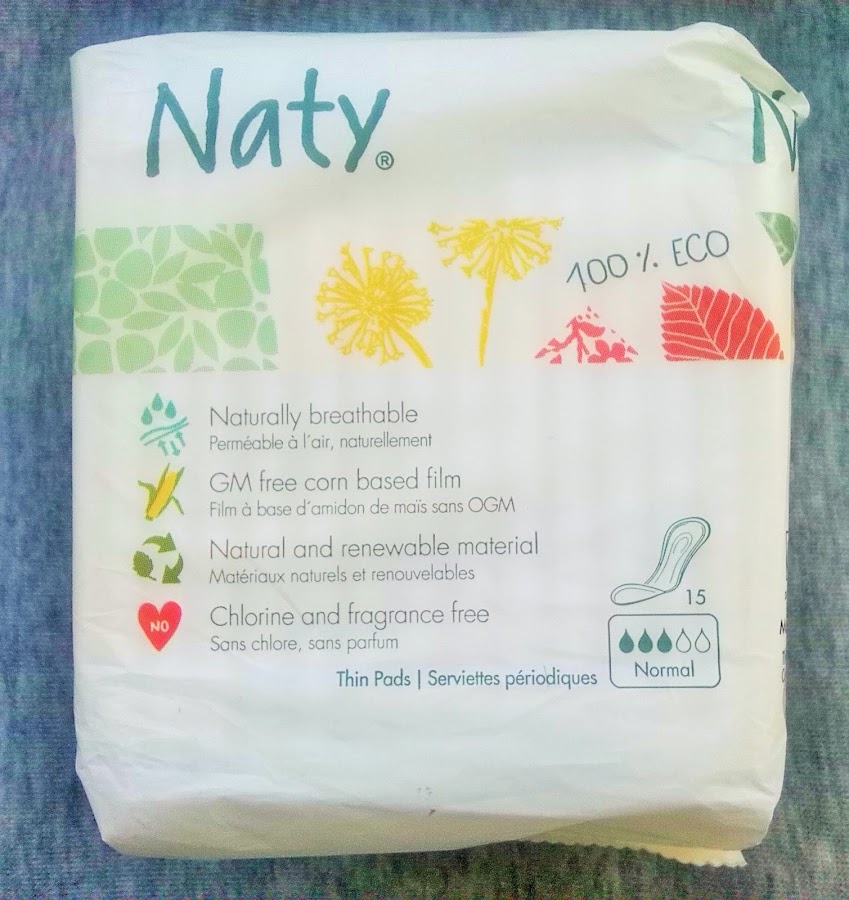 Naty®
100 % ECO
Naturally breathable
Perméable à l'air, naturellement
GM free corn based film
Film à base d'amidon de maïs sans OGM
Natural and renewable material
Matériaux naturels et renouvelables
NO
Chlorine and fragrance free
Sans chlore, sans parfum
15
Normal
Thin Pads | Serviettes périodiques